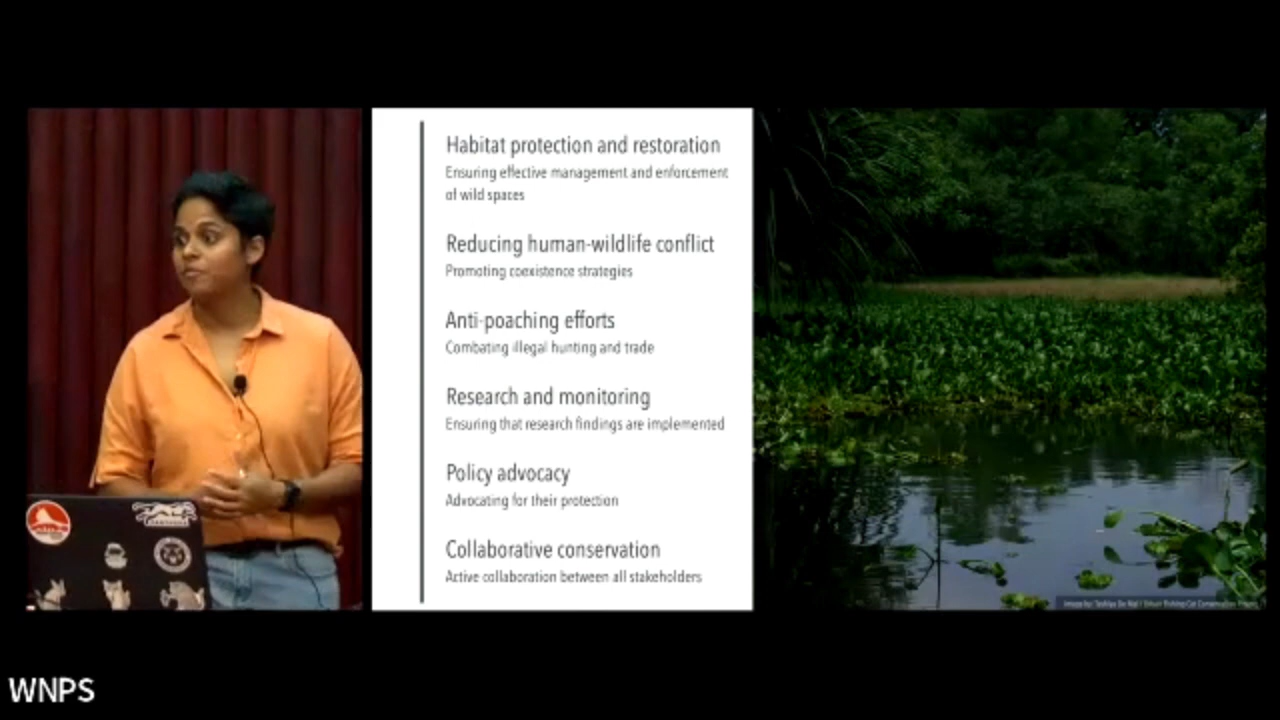 Habitat protection and restoration
Ensuring effective management and enforcement
of wild spaces
Reducing human-wildlife conflict
Promoting coexistence strategies
Anti-poaching efforts
Combating illegal hunting and trade
Research and monitoring
Ensuring that research findings are implemented
Policy advocacy
Advocating for their protection
Collaborative conservation
Active collaboration between all stakeholders
Fishing Cat
WNPS